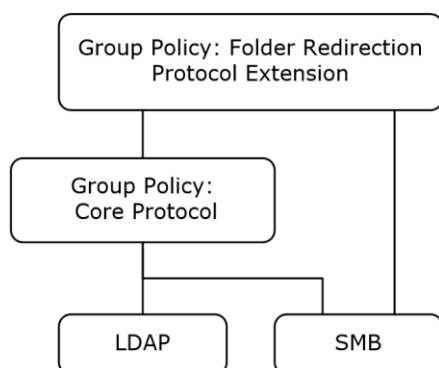 Group Policy: Folder Redirection
Protocol Extension
Group Policy:
Core Protocol
LDAP
SMB